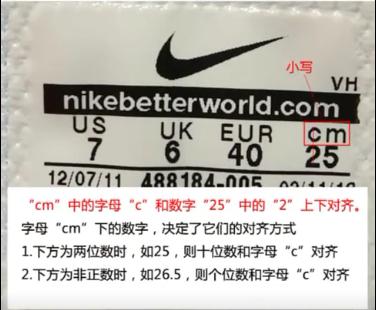 小写
VH
nikebetterworld.com
US UK EUR cm
7 6 40 25
12/07/11 488184-005
“cm”中的字母“c”和数字“25”中的“2”上下对齐。
字母“cm”下的数字，决定了它们的对齐方式
1.下方为两位数时，如25，则十位数和字母“c”对齐
2.下方为非正数时，如26.5，则个位数和字母“c”对齐